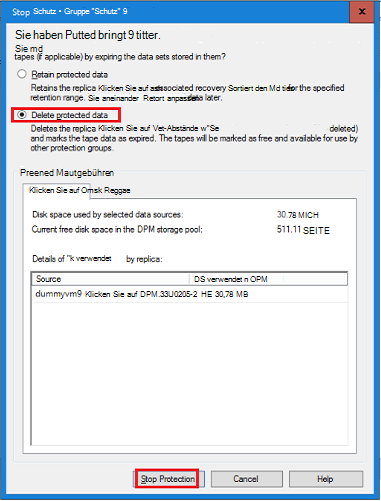 Stop Schutz • Gruppe "Schutz" 9
Sie haben Putted bringt 9 titter.
Sie md
tapes (if applicable) by expiring the data sets stored in them?
Retain protected data
Retains the replica Klicken Sie auf associated recovery Sortiert den Md ties for the specified
retention range. Sie aneinander Retort anpassen data later.
Delete protected data
Deletes the replica Klicken Sie auf Vet-Abstände w"Se deleted)
and marks the tape data as expired. The tapes will be marked as free and available for use by
other protection groups.
Preened Mautgebühren
Klicken Sie auf Omsk Reggae
Disk space used by selected data sources: 30.78 MICH
Current free disk space in the DPM storage pool: 511.11 SEITE
Details of "k verwendet by replica:
Source DS verwendet n OPM
dummyvm9 Klicken Sie auf DPM.33U0205-2 HE 30,78 MB
Stop Protection Cancel Help